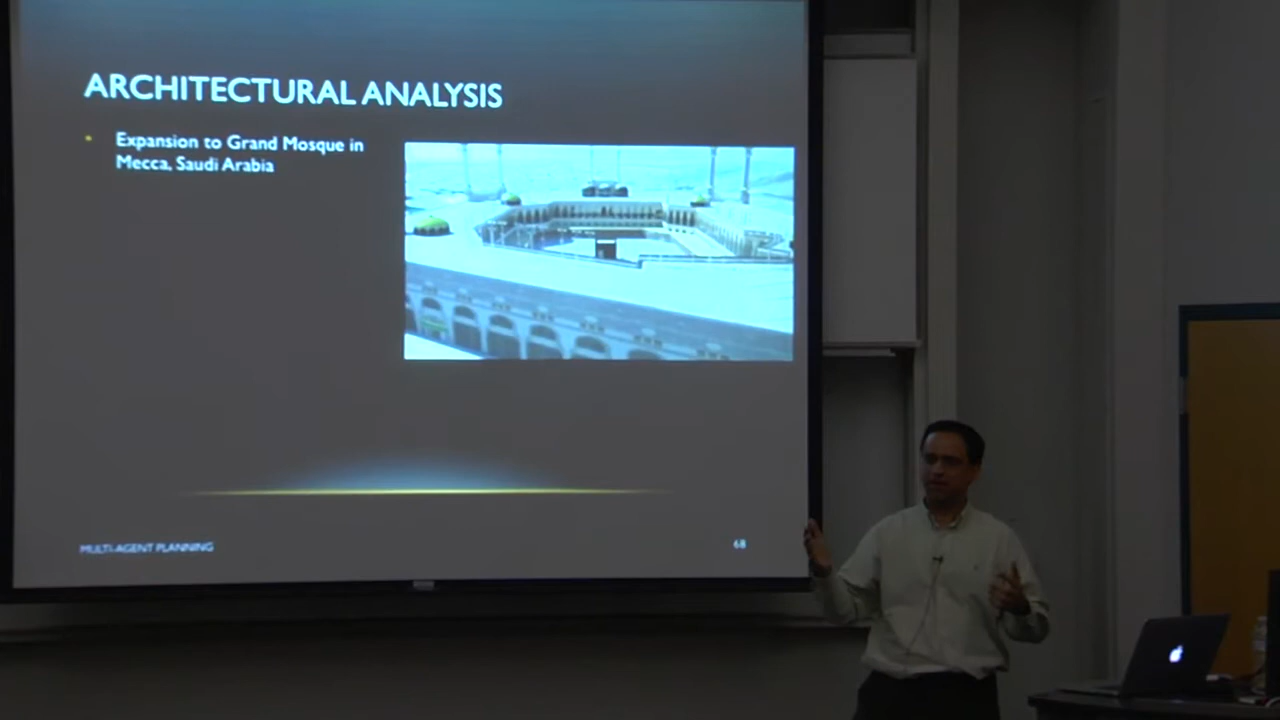 ARCHITECTURAL ANALYSIS
Expansion to Grand Mosque in
Mecca, Saudi Arabia
MULTI-AGENT PLANNING
68